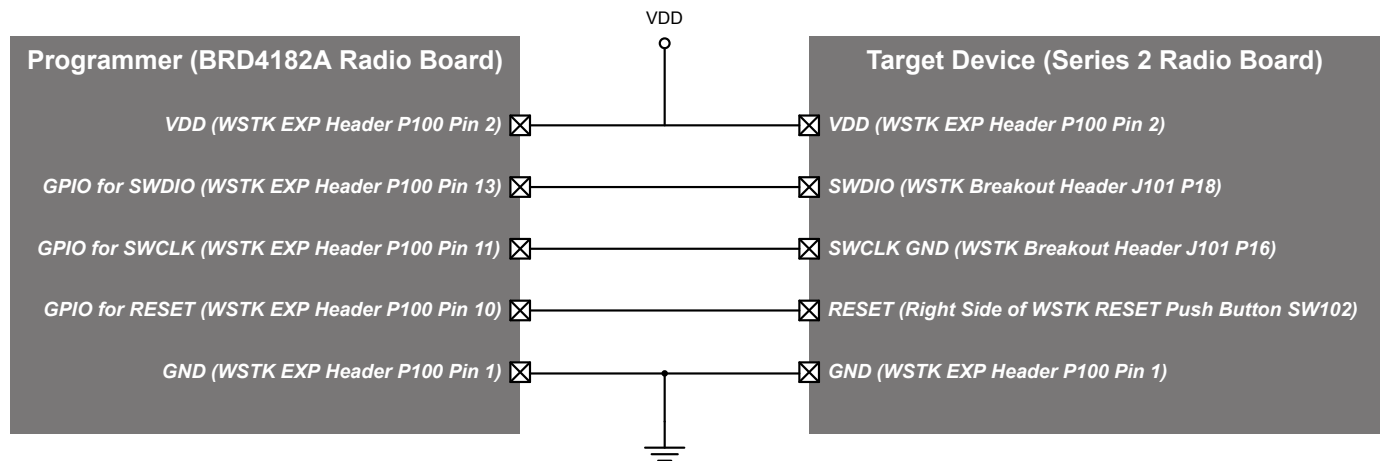 VDD
Programmer (BRD4182A Radio Board)
Target Device (Series 2 Radio Board)
VDD (WSTK EXP Header P100 Pin 2)
VDD (WSTK EXP Header P100 Pin 2)
GPIO for SWDIO (WSTK EXP Header P100 Pin 13)
SWDIO (WSTK Breakout Header J101 P18)
GPIO for SWCLK (WSTK EXP Header P100 Pin 11)
SWCLK GND (WSTK Breakout Header J101 P16)
GPIO for RESET (WSTK EXP Header P100 Pin 10)
RESET (Right Side of WSTK RESET Push Button SW102)
GND (WSTK EXP Header P100 Pin 1)
GND (WSTK EXP Header P100 Pin 1)